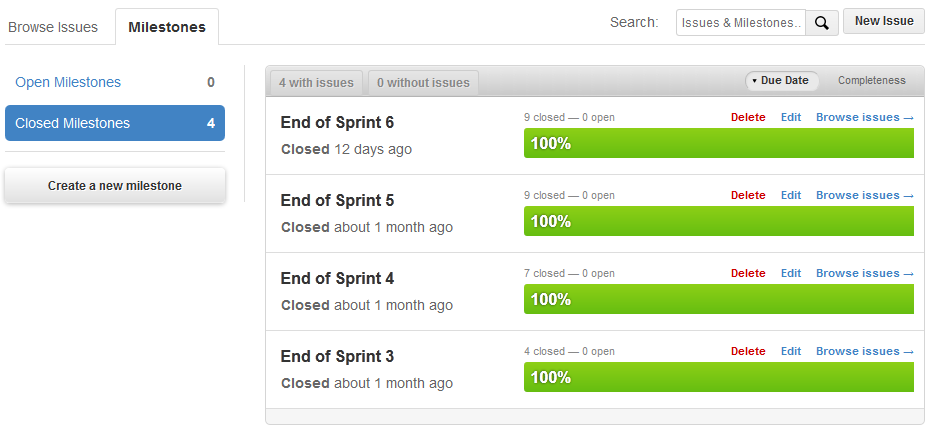 Browse Issues
Milestones
Search:
Issues & Milestones..
New Issue
Open Milestones 0
Closed Milestones 4
Create a new milestone
4 with issues
0 without issues
Due Date
Completeness
End of Sprint 6
Closed 12 days ago
9 closed — 0 open
Delete
Edit
Browse issues →
100%
End of Sprint 5
Closed about 1 month ago
9 closed — 0 open
Delete
Edit
Browse issues →
100%
End of Sprint 4
Closed about 1 month ago
7 closed — 0 open
Delete
Edit
Browse issues →
100%
End of Sprint 3
Closed about 1 month ago
4 closed — 0 open
Delete
Edit
Browse issues →
100%